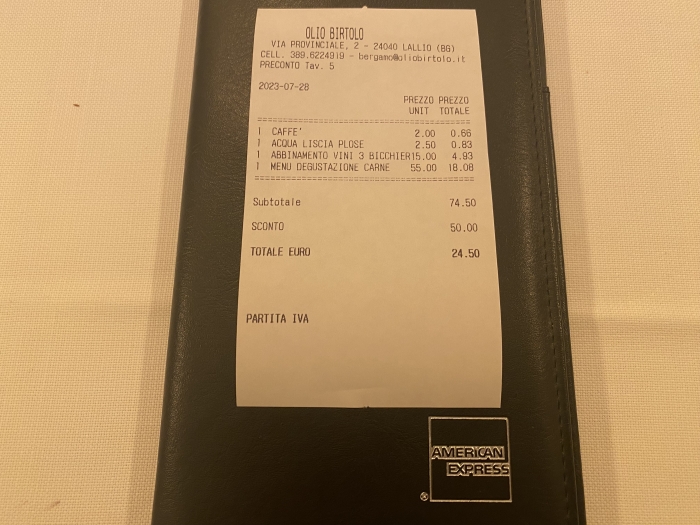 OLIO BIRTOLO
VIA PROVINCIALE, 2 - 24040 LALLIO (BG)
CELL. 389.6224919 - bergamo@oliobirtolo.it
PRECONTO Tav. 5
2023-07-28
PREZZO PREZZO
UNIT TOTALE
1 CAFFE' 2.00 0.66
1 ACQUA LISCIA PLOSE 2.50 0.83
1 ABBINAMENTO VINI 3 BICCHIER15.00 4.93
1 MENU DEGUSTAZIONE CARNE 55.00 18.08
Subtotale 74.50
SCONTO 50.00
TOTALE EURO 24.50
PARTITA IVA
AMERICAN
EXPRESS
®